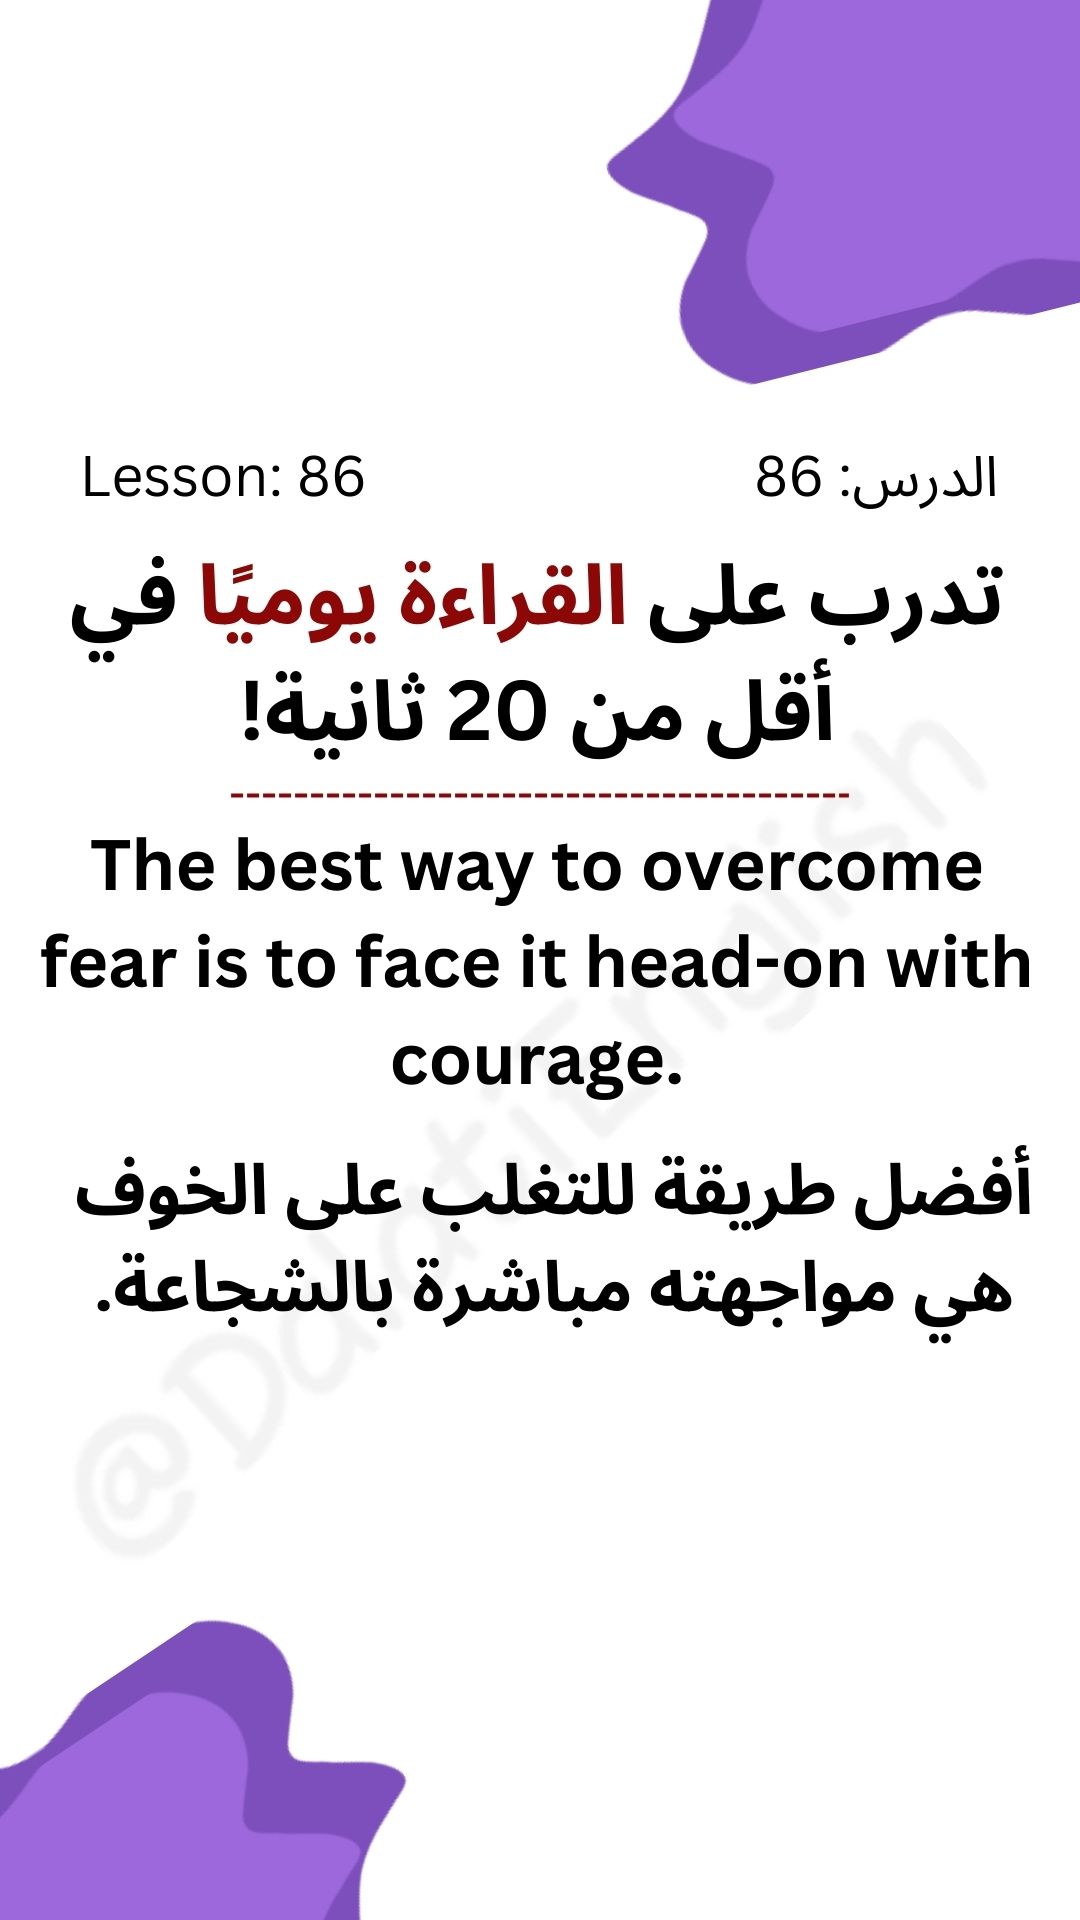 Lesson: 86
الدرس: 86
تدرب على القراءة يوميًا في
أقل من 20 ثانية!
--------------------------------------
The best way to overcome
fear is to face it head-on with
courage.
أفضل طريقة للتغلب على الخوف
هي مواجهته مباشرة بالشجاعة.
@DalatiEnglish